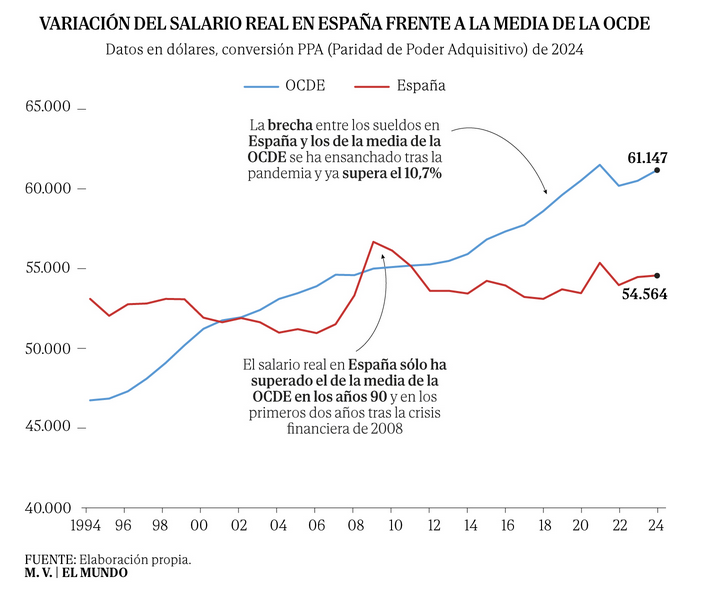 VARIACIÓN DEL SALARIO REAL EN ESPAÑA FRENTE A LA MEDIA DE LA OCDE
Datos en dólares, conversión PPA (Paridad de Poder Adquisitivo) de 2024
OCDE España
65.000
La brecha entre los sueldos en
España y los de la media de la
OCDE se ha ensanchado tras la
pandemia y ya supera el 10,7%
61.147
60.000
55.000
54.564
50.000
El salario real en España sólo ha
superado el de la media de la
OCDE en los años 90 y en los
primeros dos años tras la crisis
financiera de 2008
45.000
40.000
1994 96 98 00 02 04 06 08 10 12 14 16 18 20 22 24
FUENTE: Elaboración propia.
M. V. | EL MUNDO